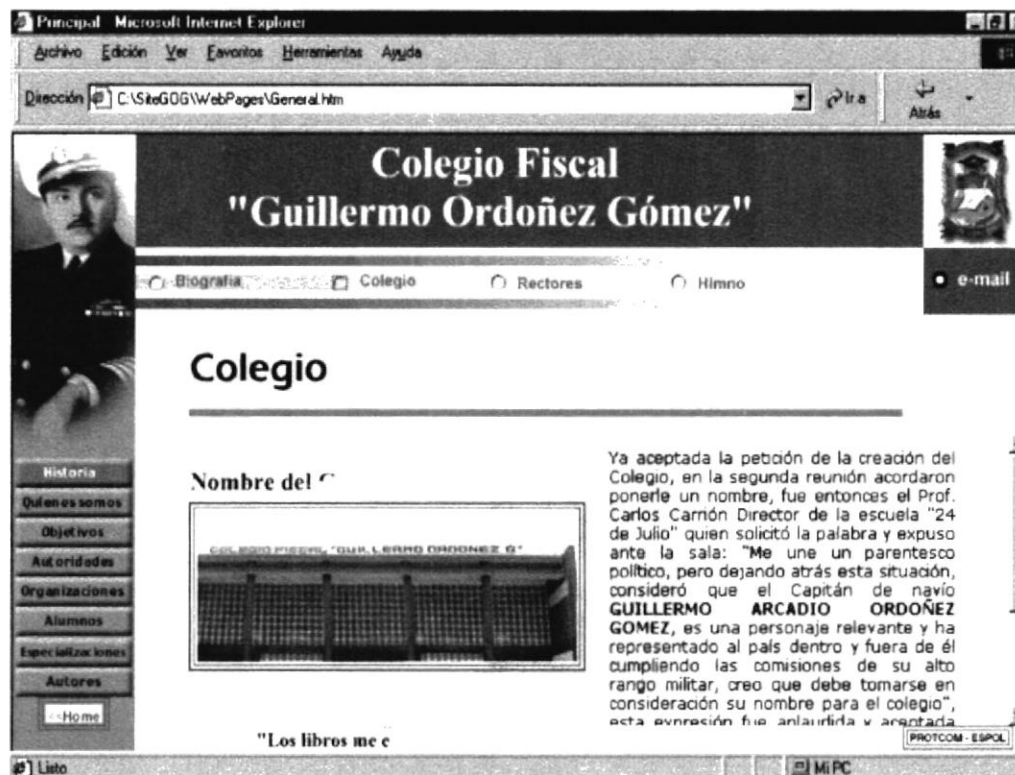 Principal - Microsoft Internet Explorer
Archivo Edición Ver Favoritos Herramientas Ayuda
Dirección C:\SiteGOG\WebPages\General.htm Ir a Atrás
Colegio Fiscal
"Guillermo Ordoñez Gómez"
Biografia Colegio Rectores Himno
e-mail
Colegio
Historia
Quienes somos
Objetivos
Autoridades
Organizaciones
Alumnos
Especializaciones
Autores
<<Home
Nombre del
COLEGIO FISCAL "GUILLERMO ORDOÑEZ G"
"Los libros me e
Ya aceptada la petición de la creación del
Colegio, en la segunda reunión acordaron
ponerle un nombre, fue entonces el Prof.
Carlos Carrión Director de la escuela "24
de Julio" quien solicitó la palabra y expuso
ante la sala: "Me une un parentesco
político, pero dejando atrás esta situación,
consideró que el Capitán de navío
GUILLERMO ARCADIO ORDOÑEZ
GOMEZ, es una personaje relevante y ha
representado al país dentro y fuera de él
cumpliendo las comisiones de su alto
rango militar, creo que debe tomarse en
consideración su nombre para el colegio",
esta expresión fue aplaudida y aceptada
PROTCOM - ESPOL
Listo Mi PC